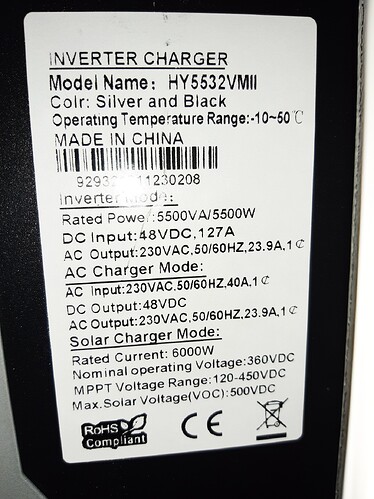 INVERTER CHARGER
Model Name: HY5532VMII
Colr: Silver and Black
Operating Temperature Range:-10~50℃
MADE IN CHINA
Inverter Mode:
Rated Power:5500VA/5500W
DC Input:48VDC,127A
AC Output:230VAC,50/60HZ,23.9A,1¢
AC Charger Mode:
AC Input:230VAC,50/60HZ,40A,1¢
DC Output:48VDC
AC Output:230VAC,50/60HZ,23.9A,1¢
Solar Charger Mode:
Rated Current: 6000W
Nominal operating Voltage:360VDC
MPPT Voltage Range:120-450VDC
Max.Solar Voltage(VOC):500VDC
RoHS
Compliant
CE